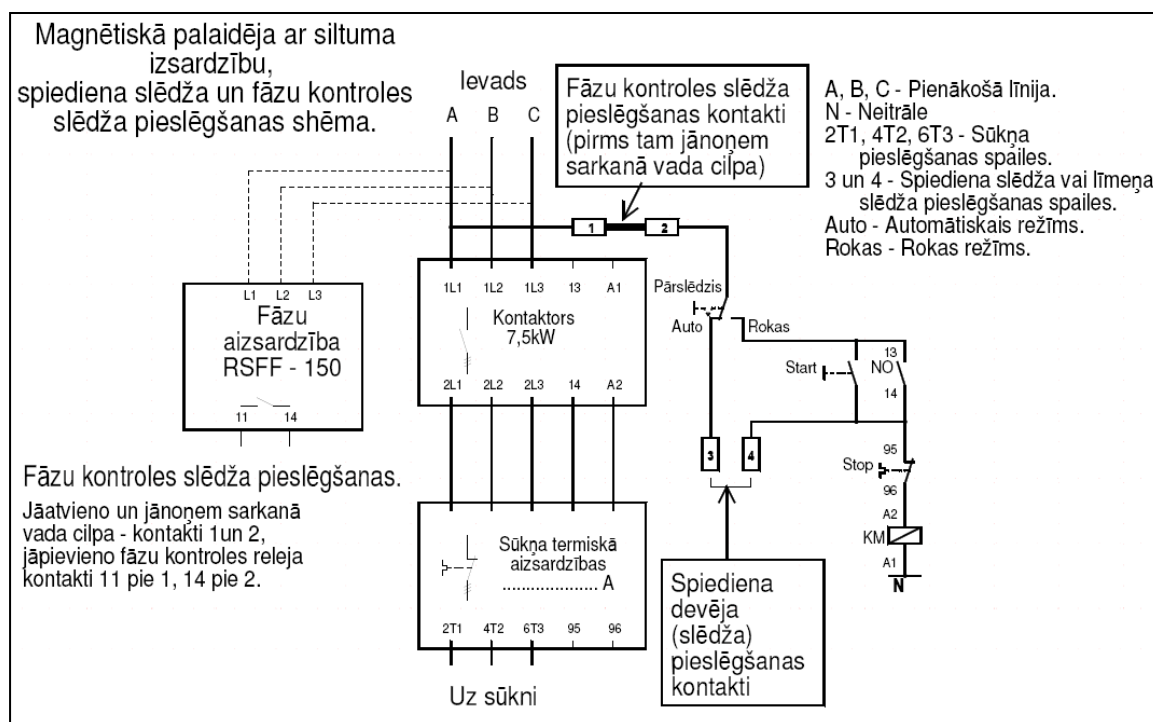 Magnētiskā palaidēja ar siltuma
izsardzību,
spiediena slēdža un fāzu kontroles
slēdža pieslēgšanas shēma.
Ievads
A B C
Fāzu kontroles slēdža
pieslēgšanas kontakti
(pirms tam jānoņem
sarkanā vada cilpa)
A, B, C - Pienākošā līnija.
N - Neitrāle
2T1, 4T2, 6T3 - Sūkņa
pieslēgšanas spailes.
3 un 4 - Spiediena slēdža vai līmeņa
slēdža pieslēgšanas spailes.
Auto - Automātiskais režīms.
Rokas - Rokas režīms.
1 2
L1 L2 L3
Fāzu
aizsardzība
RSFF - 150
11 14
1L1 1L2 1L3 13 A1
Kontaktors
7,5kW
2L1 2L2 2L3 14 A2
Pārslēdzis
Auto Rokas
Start
13
NO
14
3 4
95
Stop
96
A2
KM
A1
N
Fāzu kontroles slēdža pieslēgšanas.
Jāatvieno un jānoņem sarkanā
vada cilpa - kontakti 1un 2,
jāpievieno fāzu kontroles releja
kontakti 11 pie 1, 14 pie 2.
Sūkņa termiskā
aizsardzības
..................... A
2T1 4T2 6T3 95 96
Uz sūkni
Spiediena
devēja
(slēdža)
pieslēgšanas
kontakti